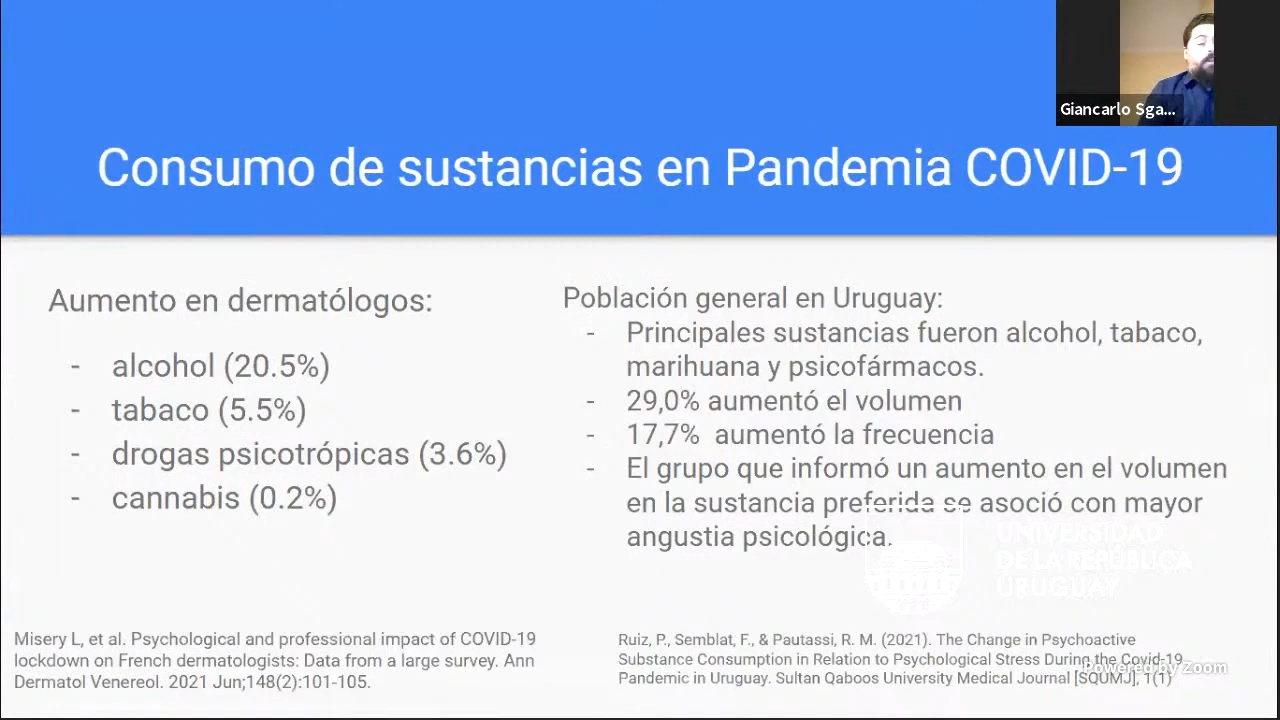 Giancarlo Sga...
Consumo de sustancias en Pandemia COVID-19
Aumento en dermatólogos:
- alcohol (20.5%)
- tabaco (5.5%)
- drogas psicotrópicas (3.6%)
- cannabis (0.2%)
Población general en Uruguay:
- Principales sustancias fueron alcohol, tabaco,
marihuana y psicofármacos.
- 29,0% aumentó el volumen
- 17,7% aumentó la frecuencia
- El grupo que informó un aumento en el volumen
en la sustancia preferida se asoció con mayor
angustia psicológica.
UNIVERSIDAD
DE LA REPÚBLICA
URUGUAY
Misery L, et al. Psychological and professional impact of COVID-19
lockdown on French dermatologists: Data from a large survey. Ann
Dermatol Venereol. 2021 Jun;148(2):101-105.
Ruiz, P., Semblat, F., & Pautassi, R. M. (2021). The Change in Psychoactive
Substance Consumption in Relation to Psychological Stress During the Covid-19
Pandemic in Uruguay. Sultan Qaboos University Medical Journal [SQUMJ], 1(1)
Powered by Zoom